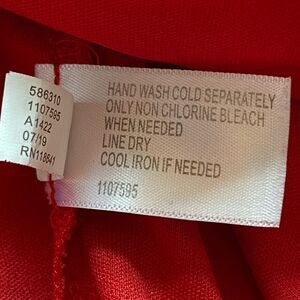 586310
1107595
A1422
07/19
RN118641
HAND WASH COLD SEPARATELY
ONLY NON CHLORINE BLEACH
WHEN NEEDED
LINE DRY
COOL IRON IF NEEDED
1107595